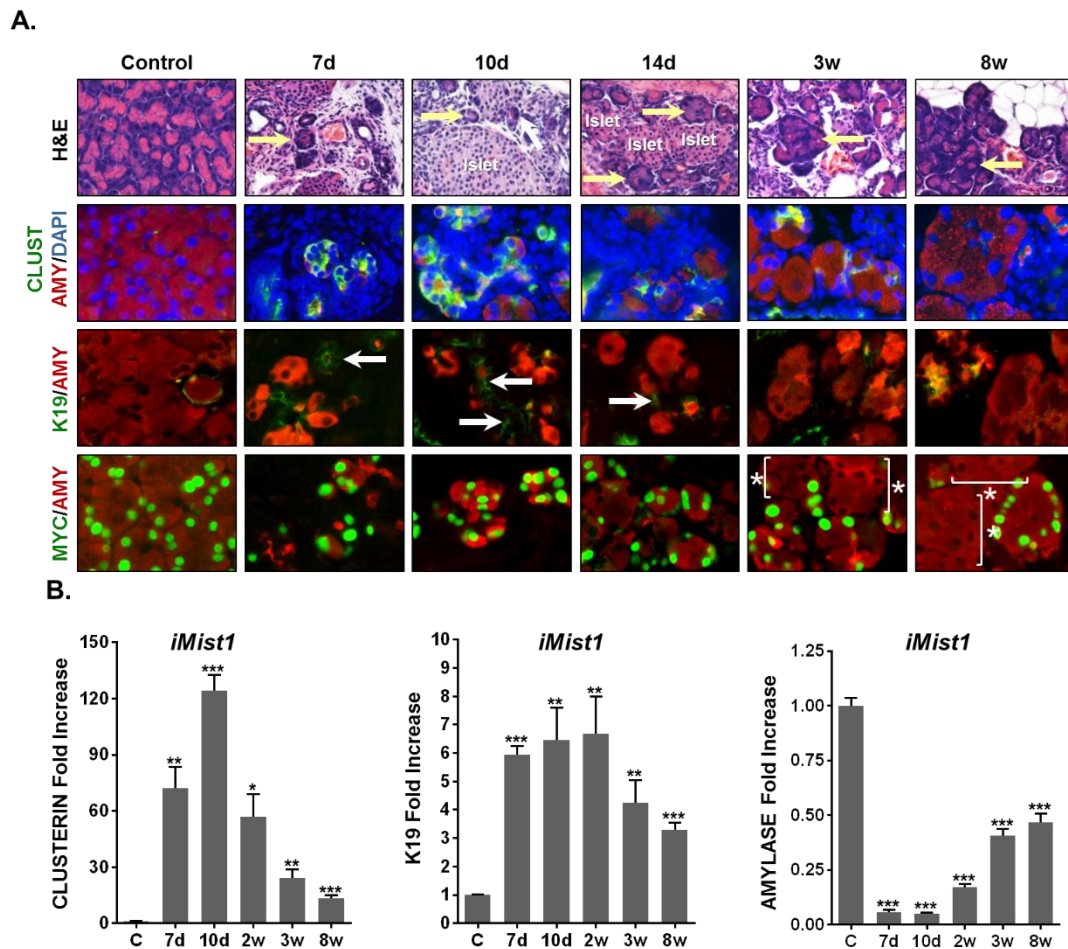 A.
Control 7d 10d 14d 3w 8w
H&E
Islet
Islet
Islet
Islet
CLUST
AMY/DAPI
K19/AMY
MYC/AMY
* *
* *
B.
iMist1
CLUSTERIN Fold Increase
150
120
90
60
30
0
** *** * ** ***
C 7d 10d 2w 3w 8w
iMist1
K19 Fold Increase
10
9
8
7
6
5
4
3
2
1
0
*** ** ** ** ***
C 7d 10d 2w 3w 8w
iMist1
AMYLASE Fold Increase
1.25
1.00
0.75
0.50
0.25
0.00
*** *** *** *** ***
C 7d 10d 2w 3w 8w